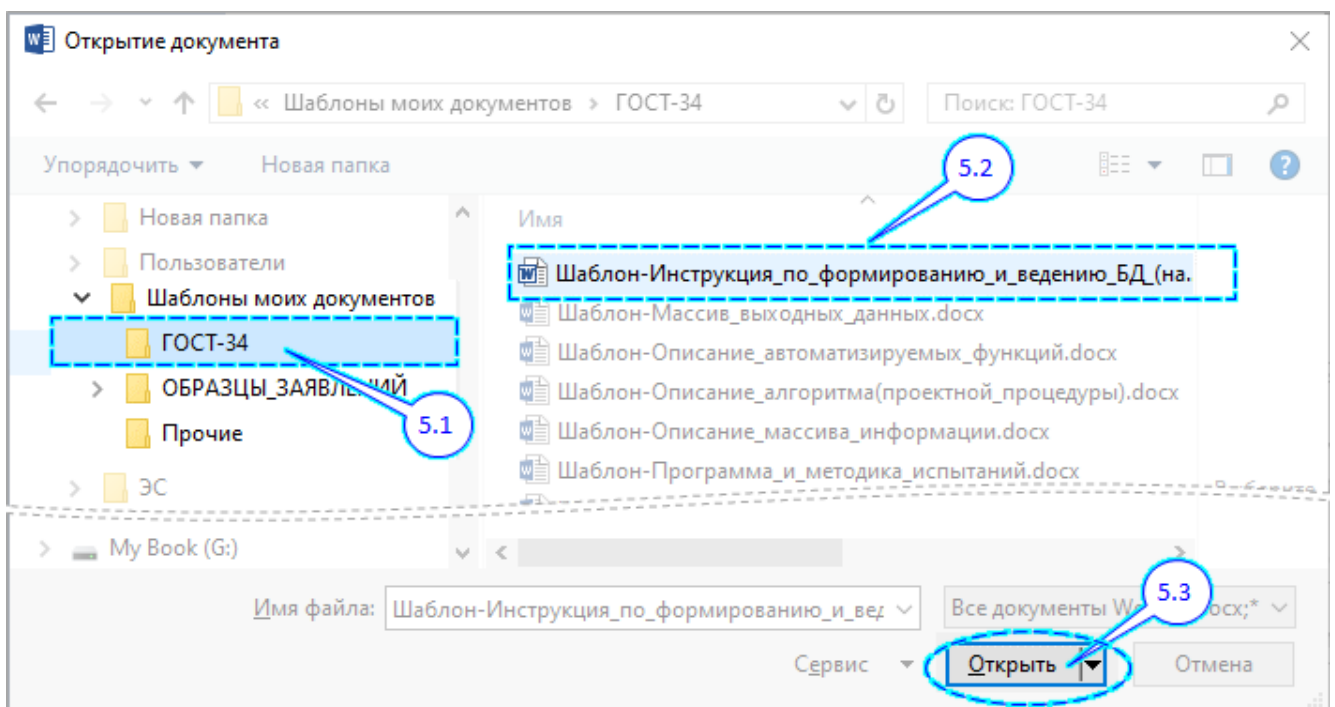 Открытие документа
« Шаблоны моих документов › ГОСТ-34
Поиск: ГОСТ-34
Упорядочить
Новая папка
5.2
Новая папка
Имя
Пользователи
Шаблон-Инструкция_по_формированию_и_ведению_БД_(на..
Шаблоны моих документов
Шаблон-Массив_выходных_данных.docx
ГОСТ-34
Шаблон-Описание_автоматизируемых_функций.docx
ОБРАЗЦЫ_ЗАЯВЛЕНИЙ
Шаблон-Описание_алгоритма(проектной_процедуры).docx
5.1
Прочие
Шаблон-Описание_массива_информации.docx
Шаблон-Программа_и_методика_испытаний.docx
ЭС
My Book (G:)
5.3
Имя файла:
Шаблон-Инструкция_по_формированию_и_вед
Все документы
Сервис
Открыть
Отмена